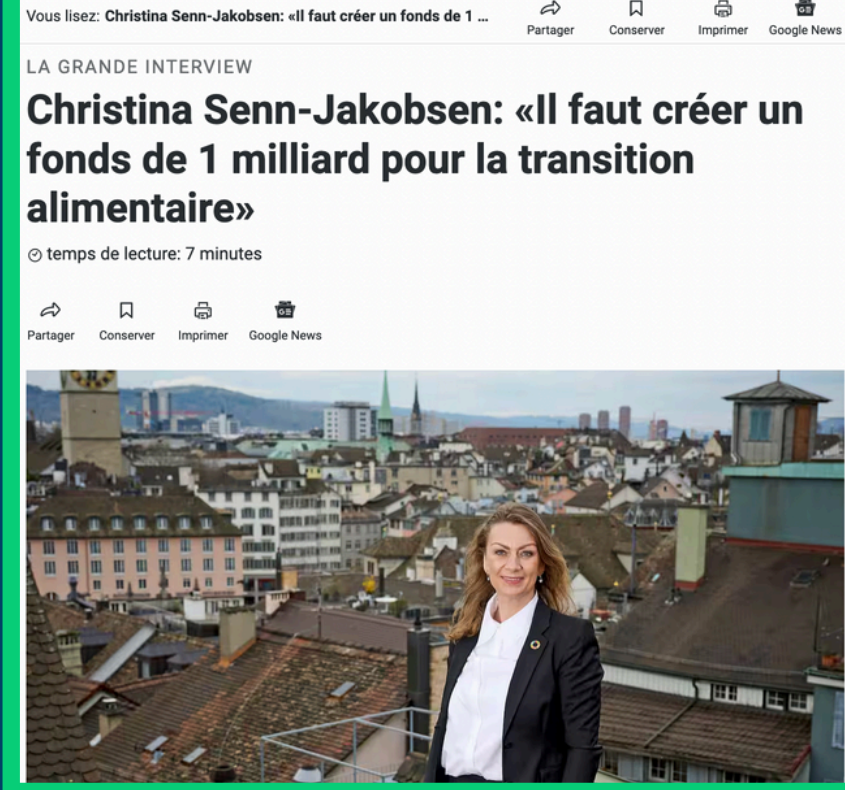 Vous lisez: Christina Senn-Jakobsen: «Il faut créer un fonds de 1 ...
Partager
Conserver
Imprimer
Google News
LA GRANDE INTERVIEW
Christina Senn-Jakobsen: «Il faut créer un
fonds de 1 milliard pour la transition
alimentaire»
temps de lecture: 7 minutes
Partager
Conserver
Imprimer
Google News